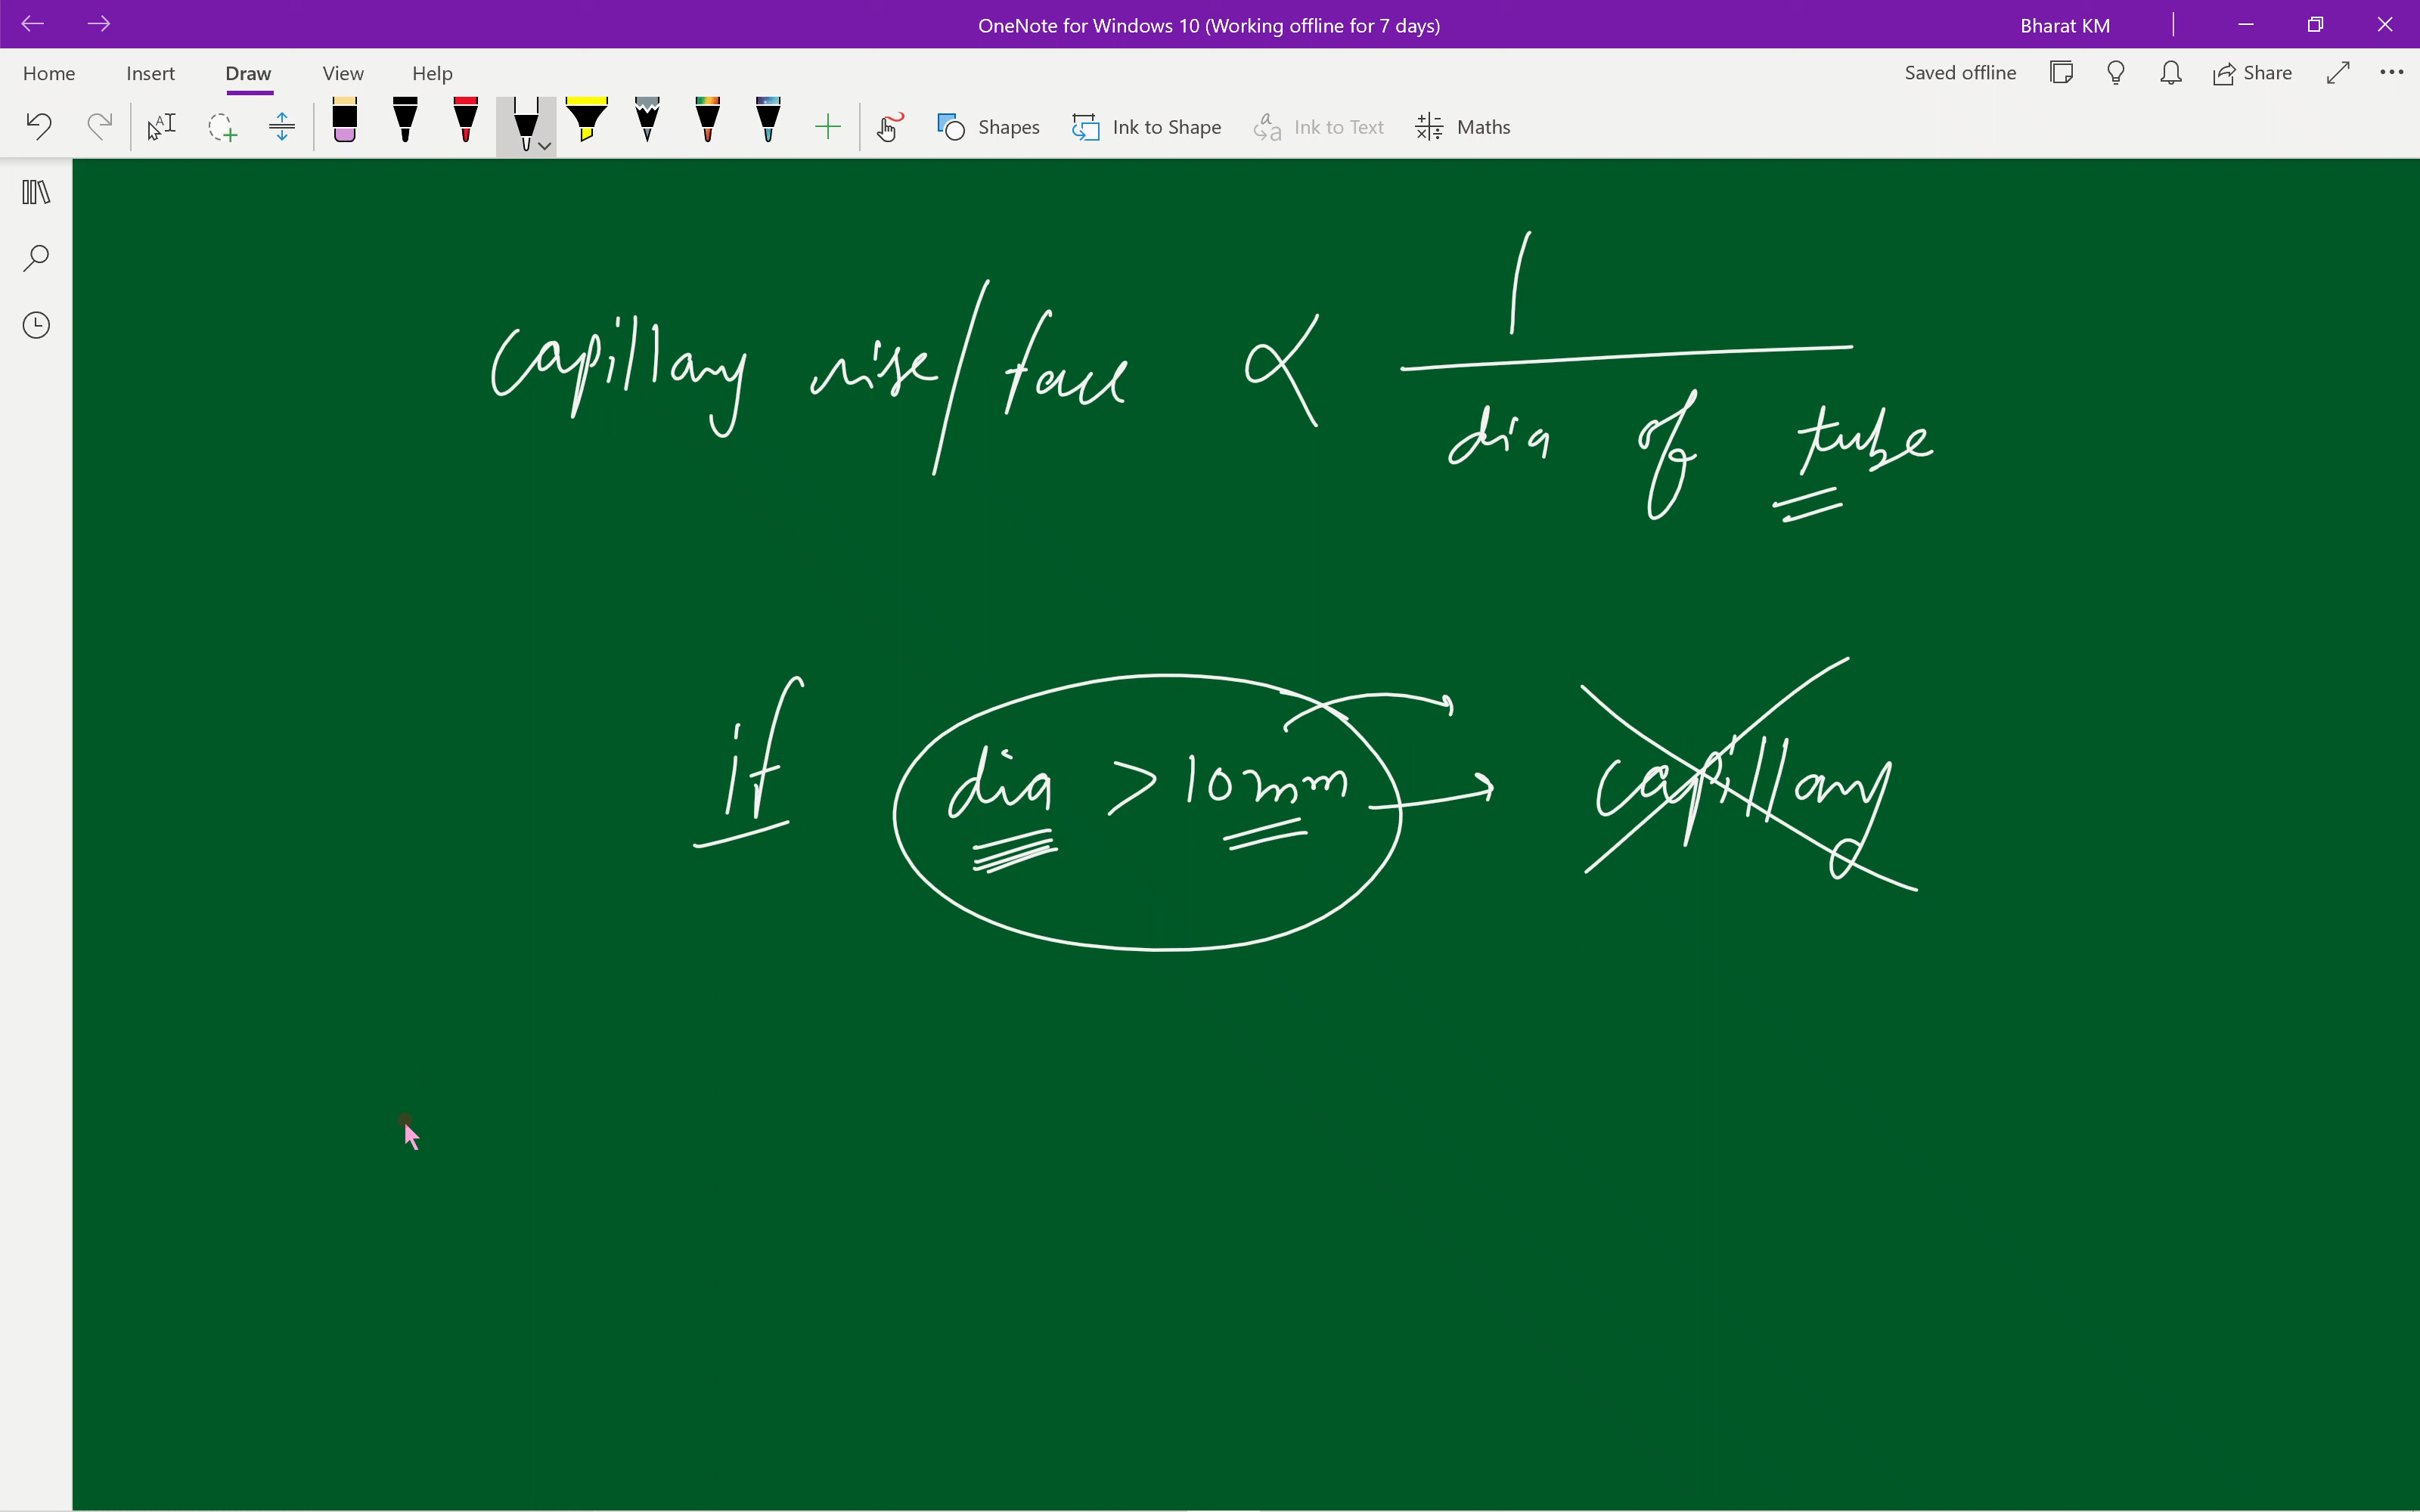 OneNote for Windows 10 (Working offline for 7 days) Bharat KM
Home Insert Draw View Help Saved offline Share
Shapes Ink to Shape Ink to Text Maths
1
capillary rise/fall ∝
dia of tube
if dia > 10mm → capillary